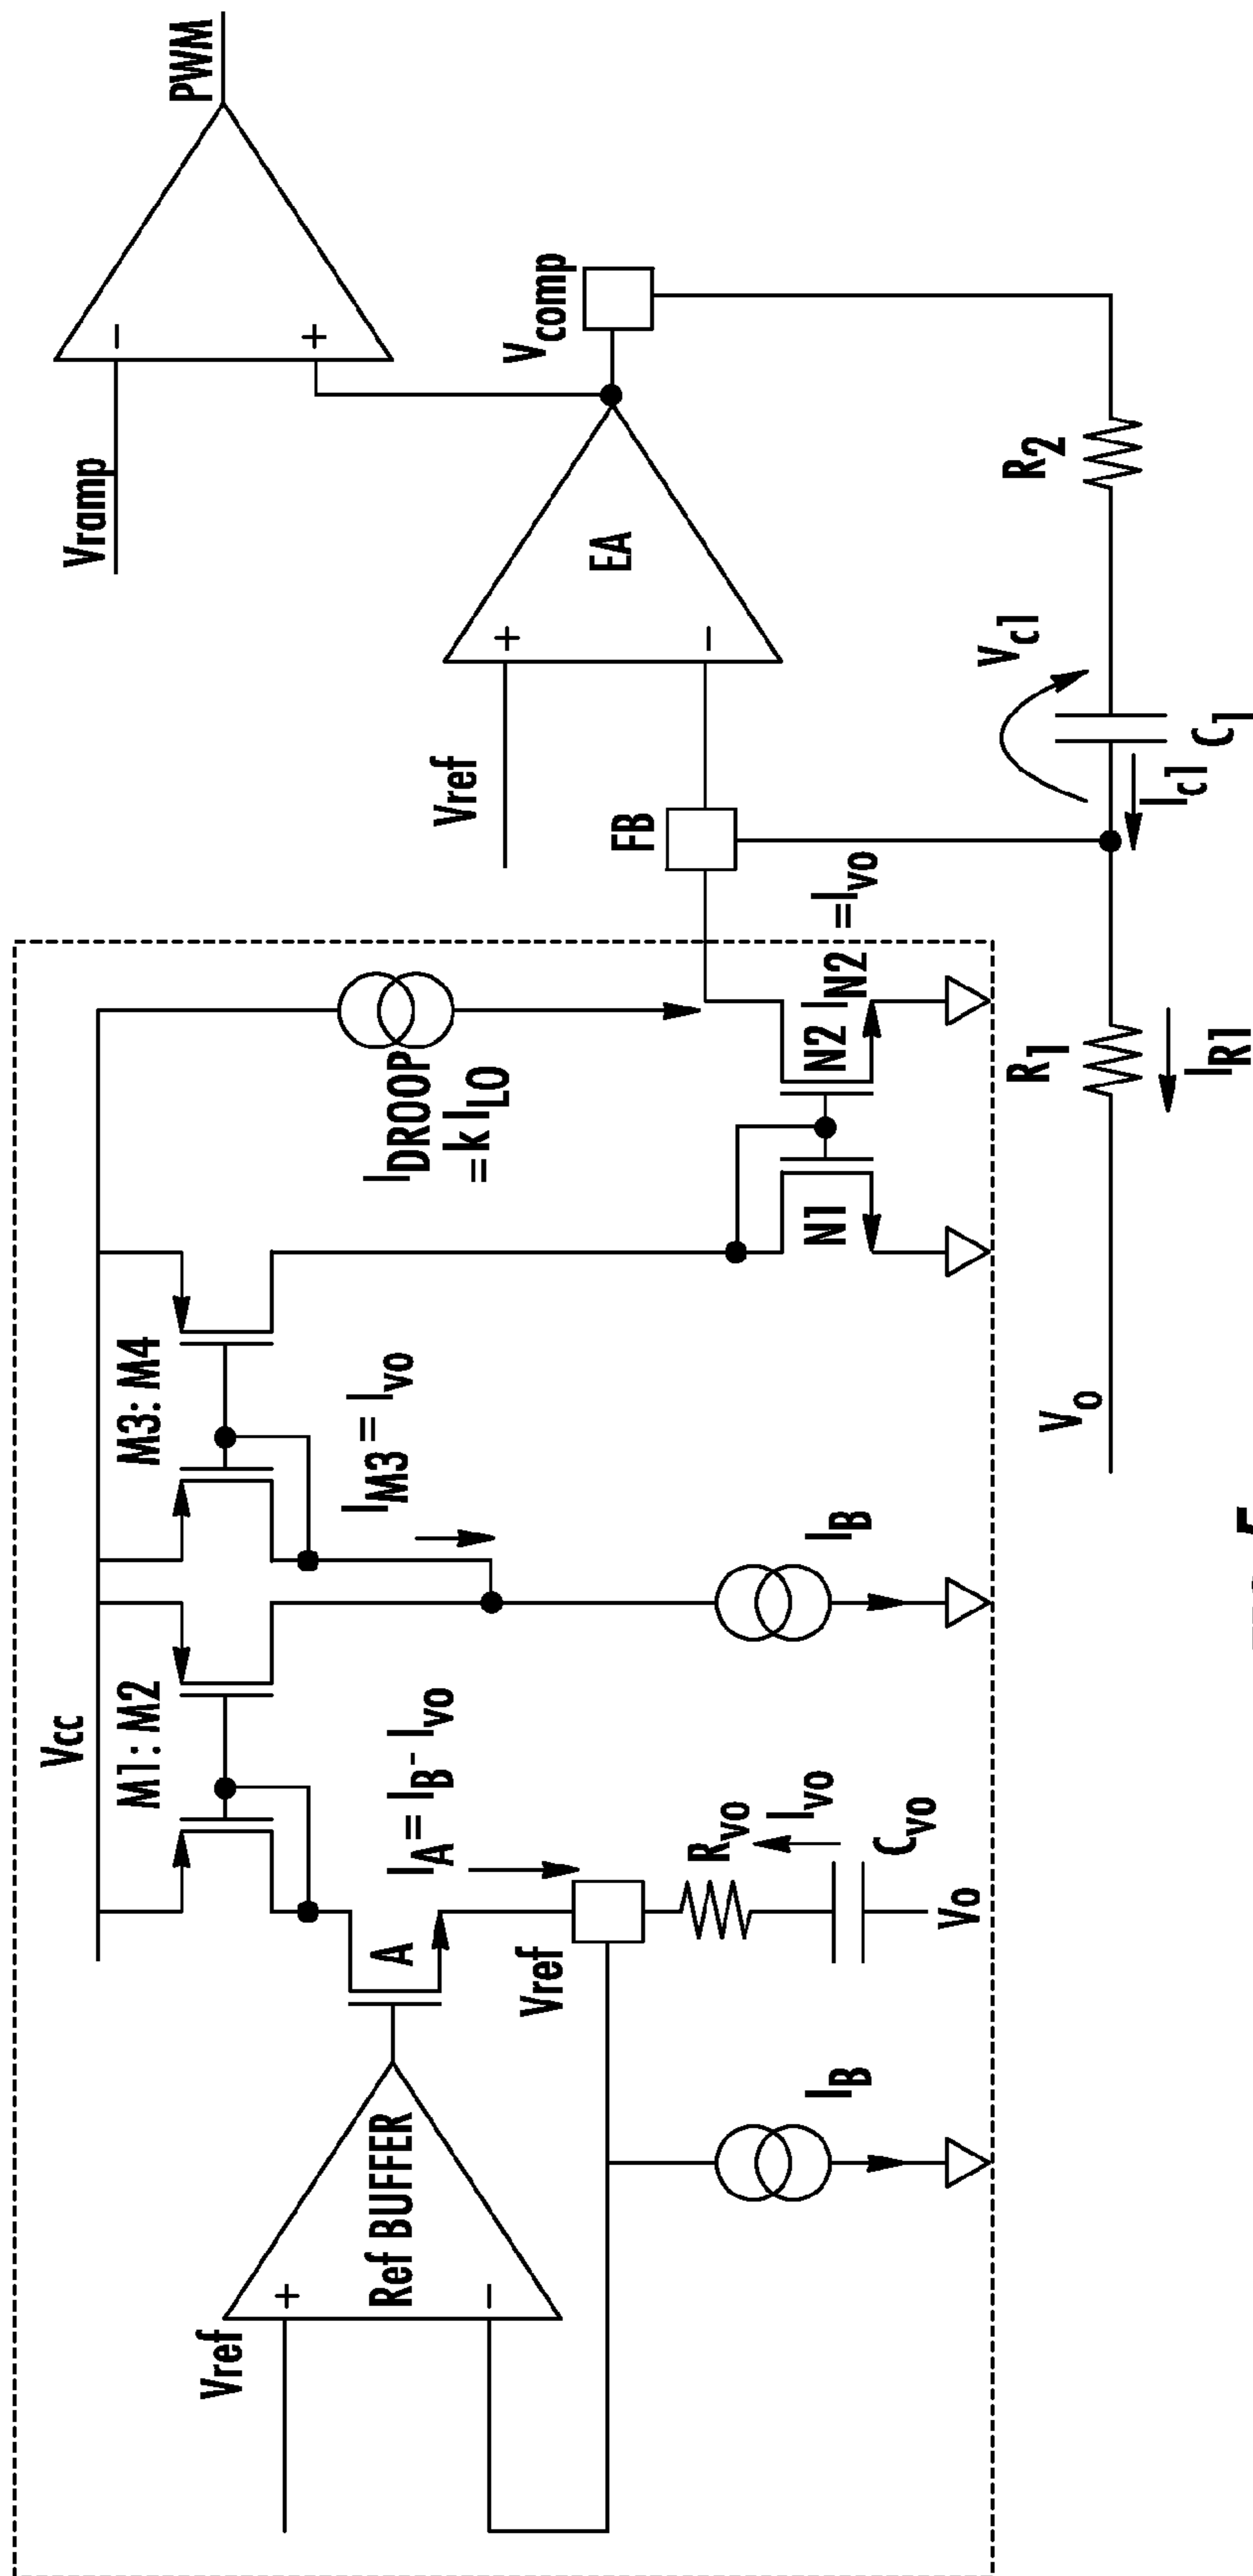 PWM
Vramp
−
+
Vcomp
EA
+
−
Vref
FB
R2
Vc1
C1
Ic1
R1
IR1
Vo
Vcc
M1: M2
M3: M4
IM3 = Ivo
IDROOP
=k ILO
N1
N2
IN2
=Ivo
IA= IB- Ivo
A
Vref
Rvo
Ivo
Cvo
Vo
IB
IB
Ref BUFFER
+
−
Vref